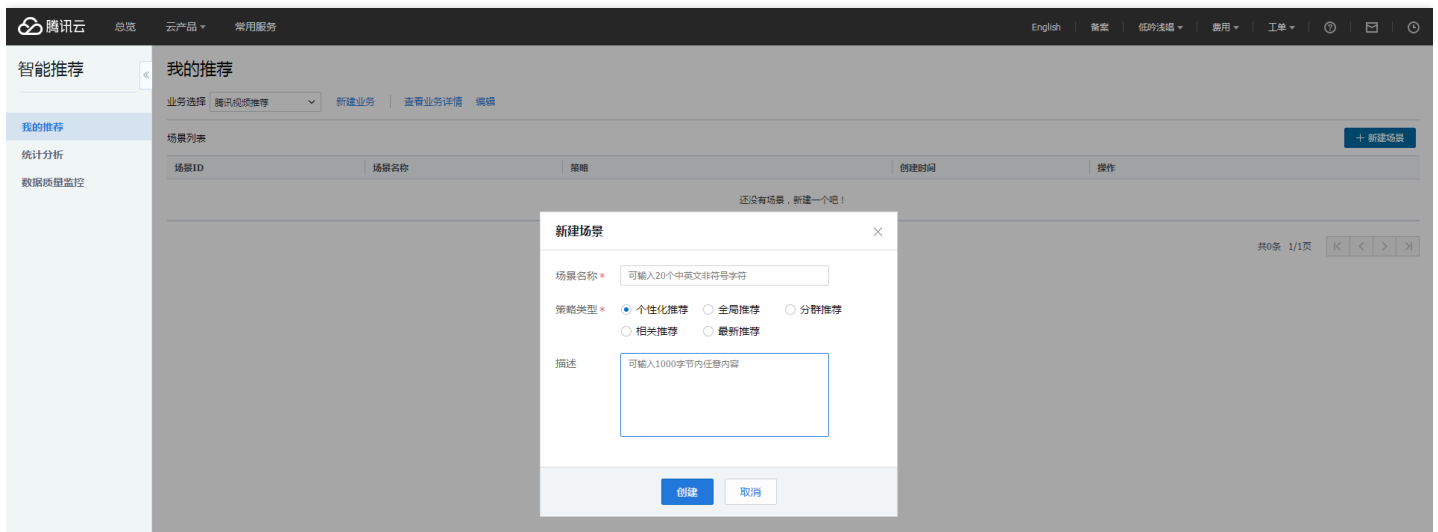 腾讯云 总览 云产品 常用服务 English 备案 低吟浅唱 费用 工单
智能推荐
我的推荐
统计分析
数据质量监控
我的推荐
业务选择 腾讯视频推荐 新建业务 查看业务详情 编辑
场景列表 + 新建场景
场景ID 场景名称 策略 创建时间 操作
还没有场景，新建一个吧！
共0条 1/1页
新建场景
场景名称 * 可输入20个中英文非符号字符
策略类型 * 个性化推荐 全局推荐 分群推荐
相关推荐 最新推荐
描述 可输入1000字节内任意内容
创建 取消